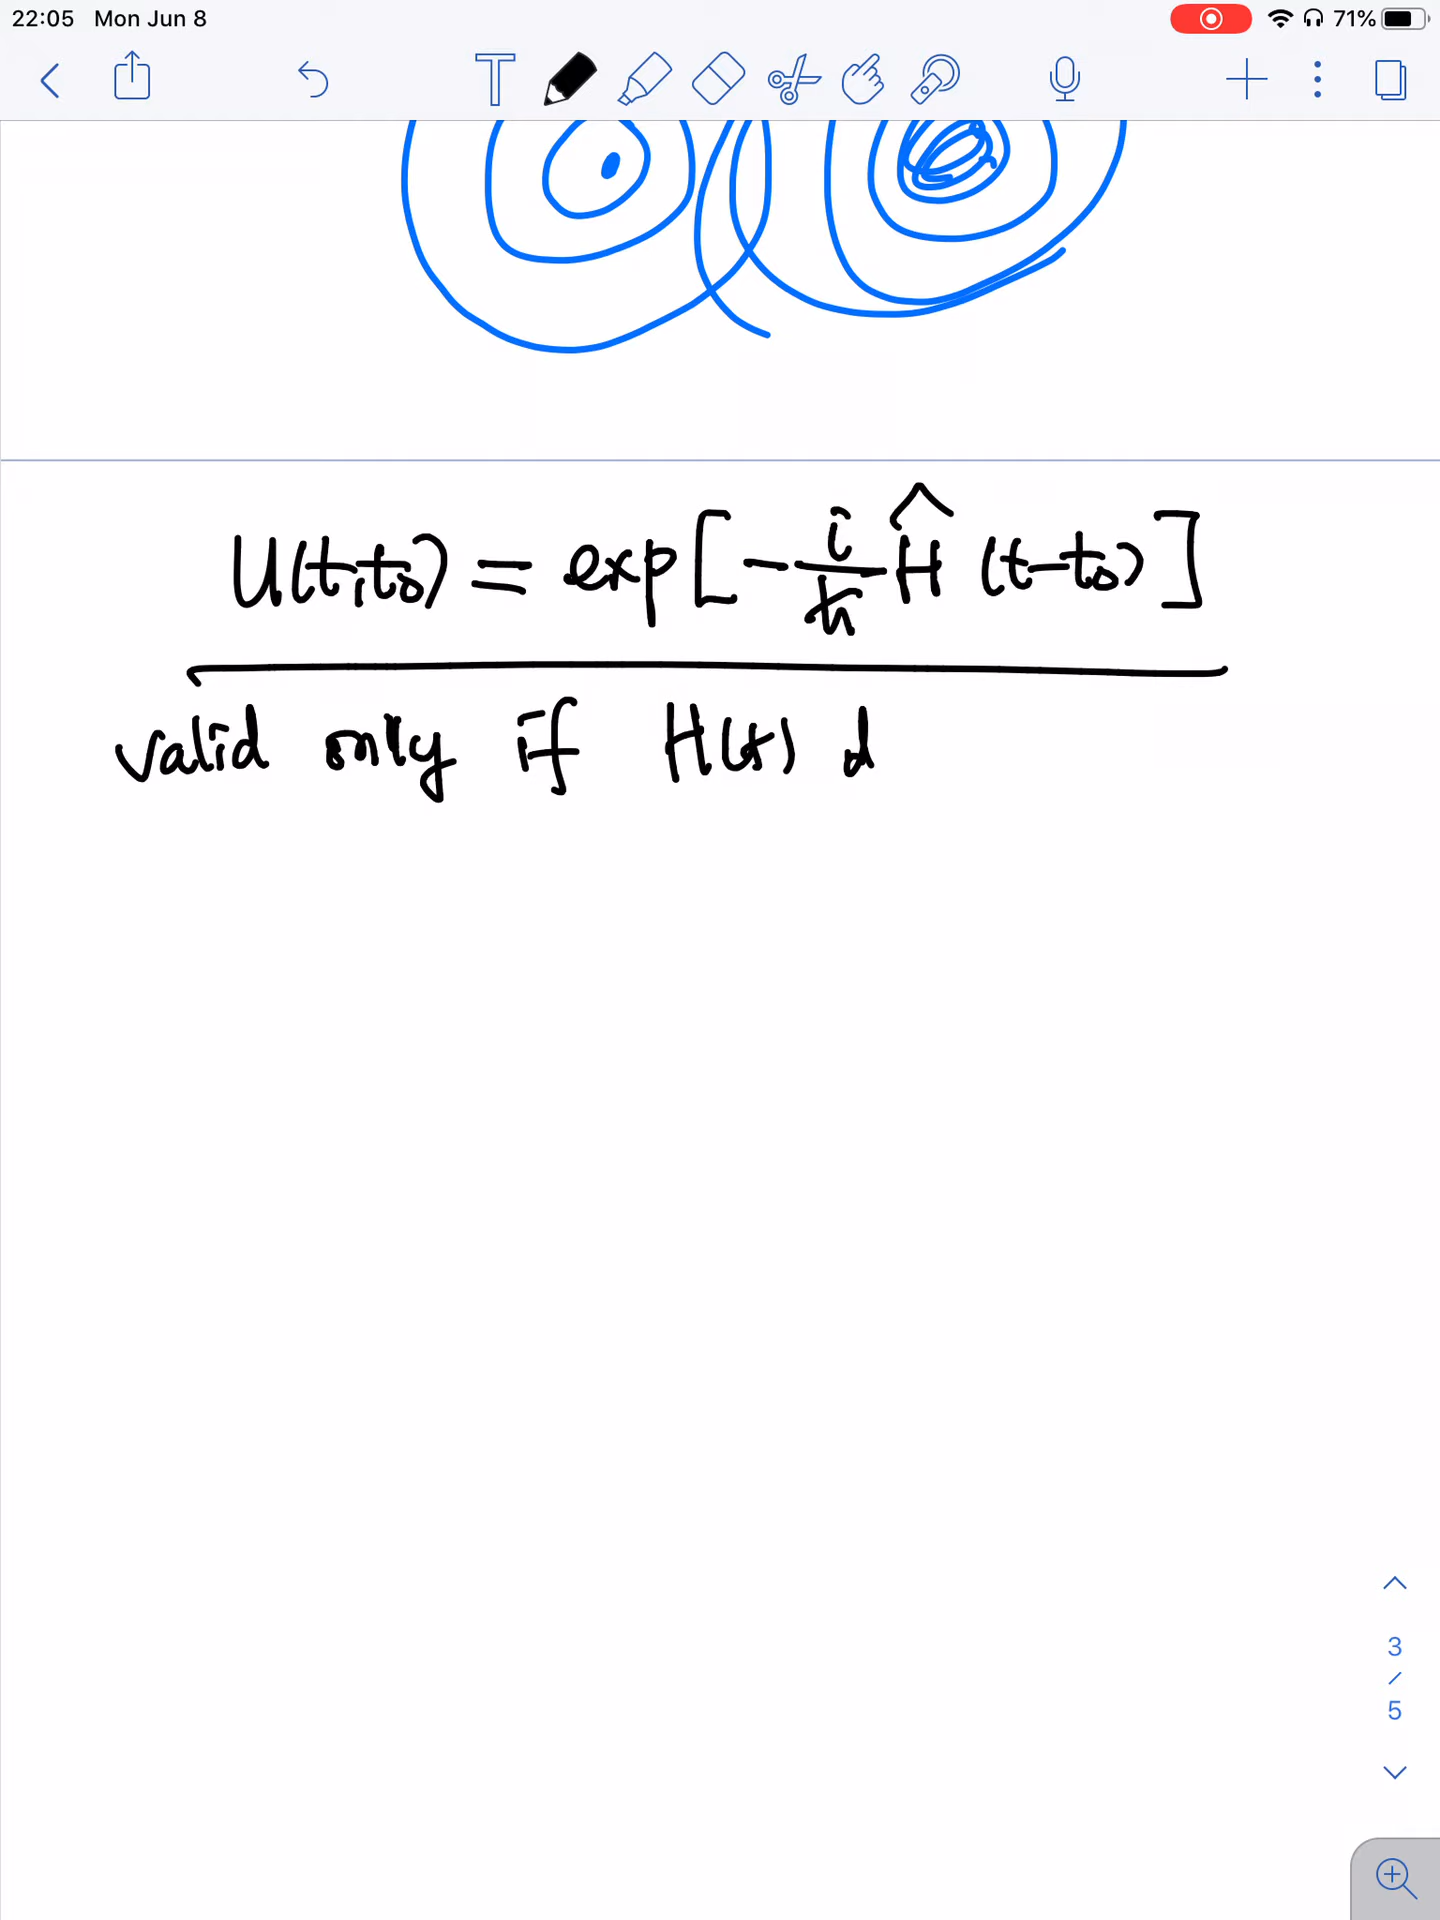 22:05 Mon Jun 8 71%
T
U(t,t₀) = exp[-i/ħ Ĥ (t-t₀)]
valid only if H(t) d
3
/
5